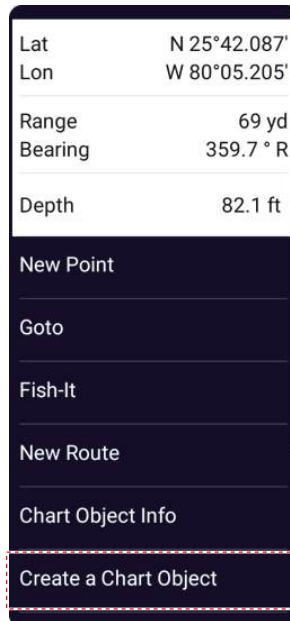 Lat N 25°42.087'
Lon W 80°05.205'
Range 69 yd
Bearing 359.7 ° R
Depth 82.1 ft
New Point
Goto
Fish-It
New Route
Chart Object Info
Create a Chart Object